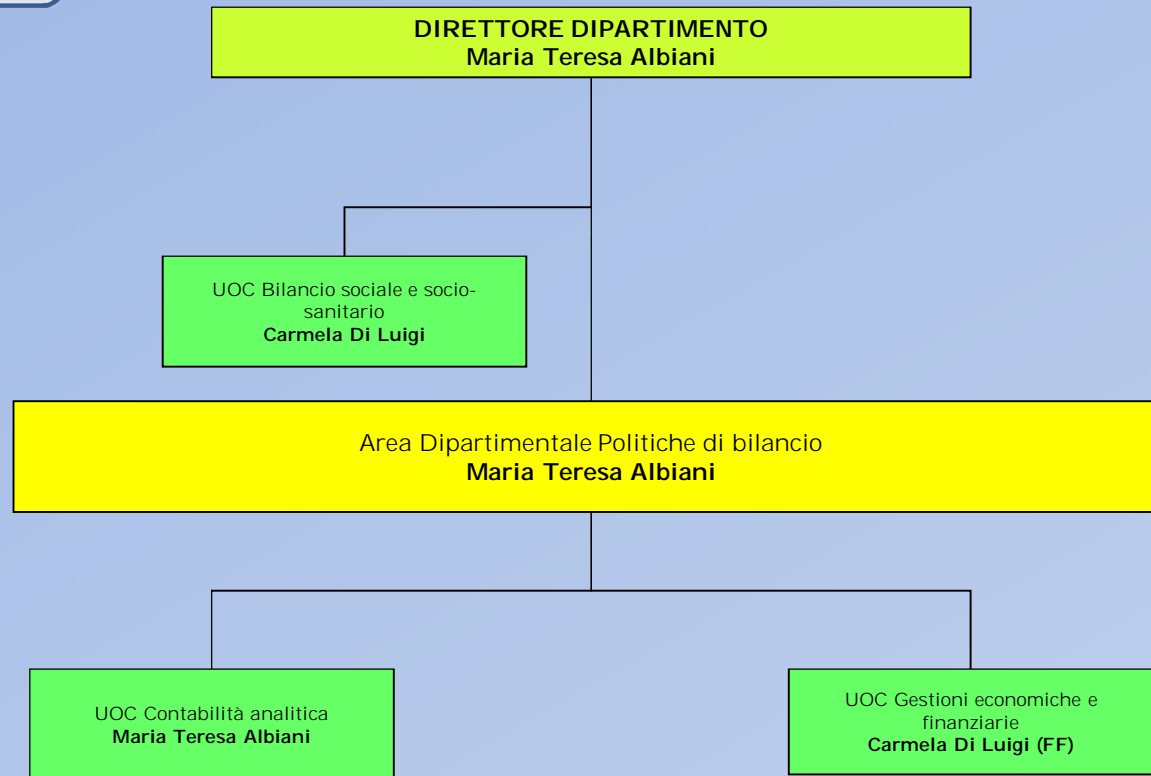 DIRETTORE DIPARTIMENTO
Maria Teresa Albiani
UOC Bilancio sociale e socio-
sanitario
Carmela Di Luigi
Area Dipartimentale Politiche di bilancio
Maria Teresa Albiani
UOC Contabilità analitica
Maria Teresa Albiani
UOC Gestioni economiche e
finanziarie
Carmela Di Luigi (FF)